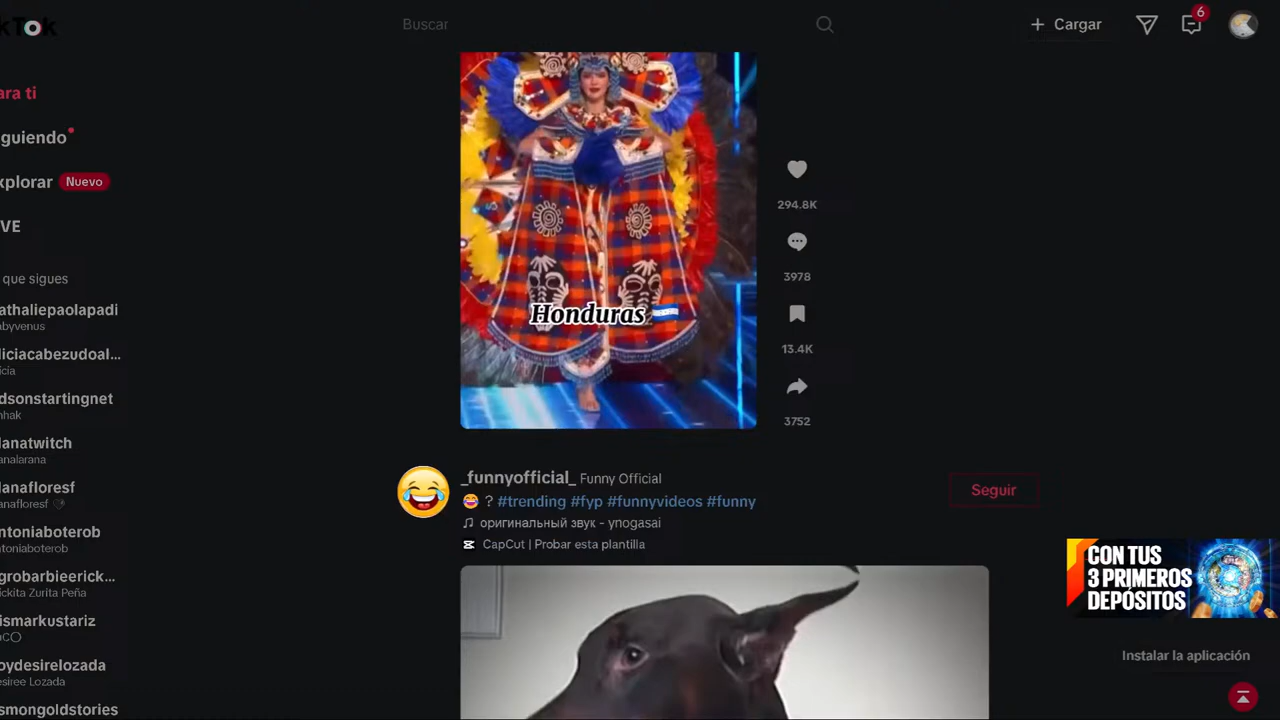 kTok
Buscar
+ Cargar
6
ara ti
guiendo
xplorar Nuevo
VE
que sigues
athaliepaolapadi
abyvenus
liciacabezudoal...
icia
dsonstartingnet
nhak
lanatwitch
analarana
lanafloresf
anafloresf
ntoniaboterob
toniaboterob
grobarbieerick...
ickita Zurita Peña
ismarkustariz
oydesirelozada
esiree Lozada
smongoldstories
Honduras
294.8K
3978
13.4K
3752
_funnyofficial_ Funny Official
? #trending #fyp #funnyvideos #funny
оригинальный звук - ynogasai
CapCut | Probar esta plantilla
Seguir
CON TUS
3 PRIMEROS
DEPÓSITOS
Instalar la aplicación